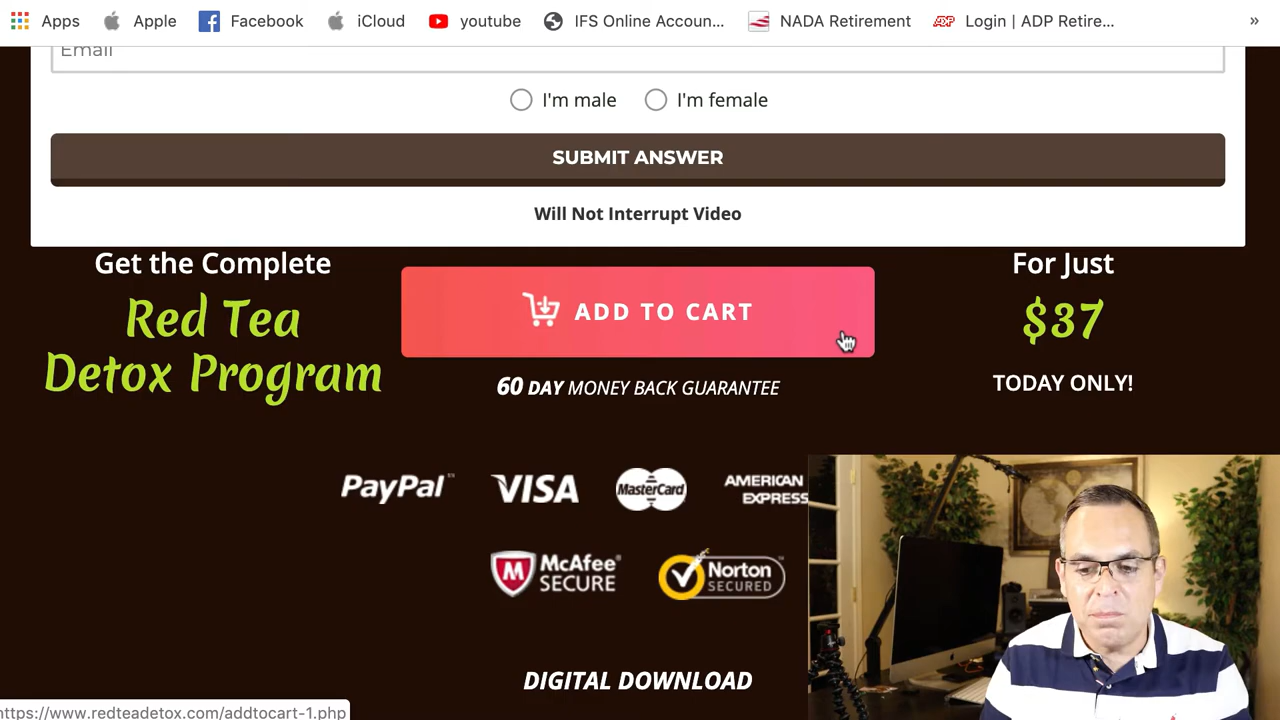 Apps Apple Facebook iCloud youtube IFS Online Accoun... NADA Retirement ADP Login | ADP Retire... »
Email
I'm male I'm female
SUBMIT ANSWER
Will Not Interrupt Video
Get the Complete
Red Tea
Detox Program
ADD TO CART
60 DAY MONEY BACK GUARANTEE
For Just
$37
TODAY ONLY!
PayPal VISA MasterCard AMERICAN EXPRESS
McAfee SECURE Norton SECURED
DIGITAL DOWNLOAD
https://www.redteadetox.com/addtocart-1.php